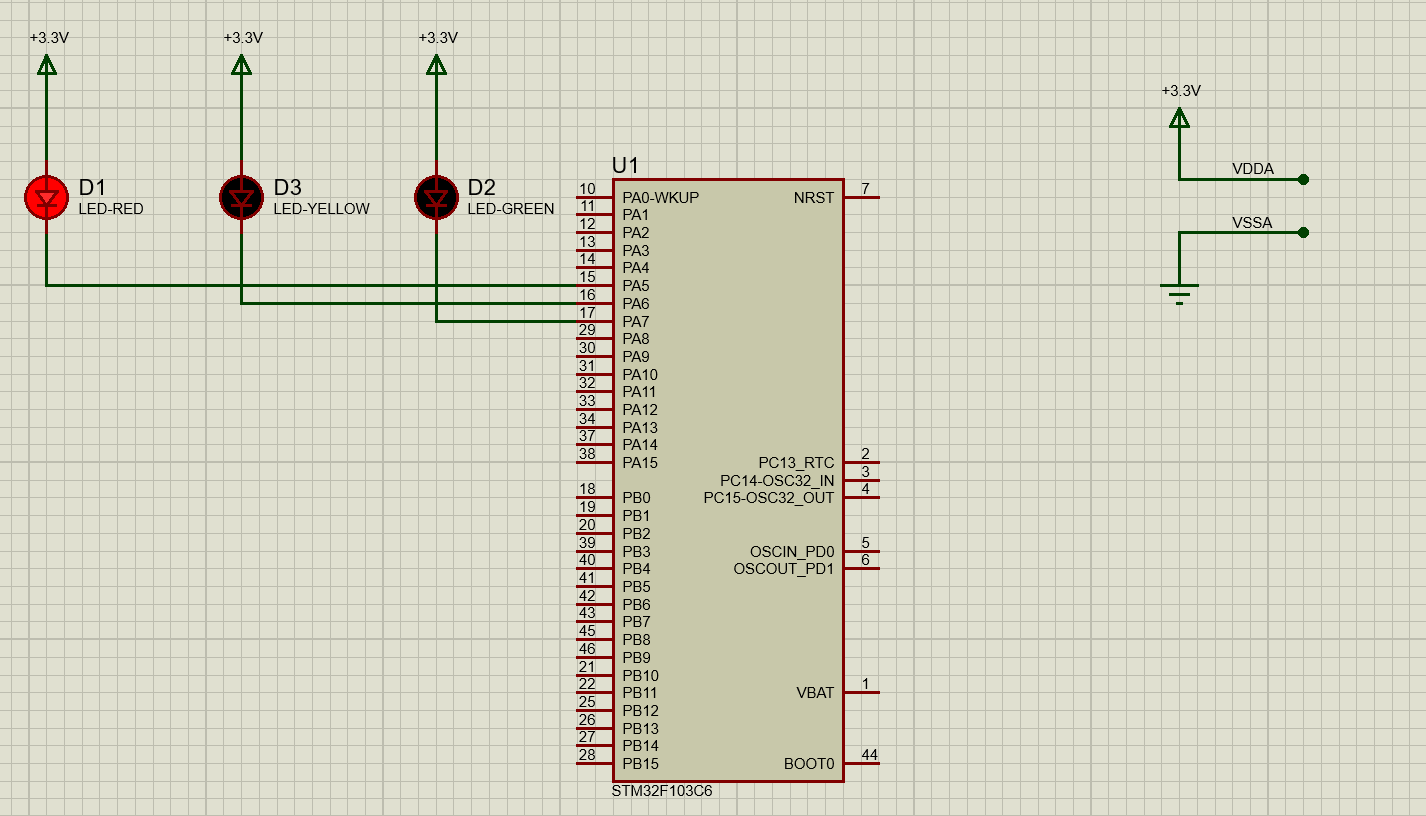 +3.3V
+3.3V
+3.3V
D1
LED-RED
D3
LED-YELLOW
D2
LED-GREEN
U1
10 PA0-WKUP
11 PA1
12 PA2
13 PA3
14 PA4
15 PA5
16 PA6
17 PA7
29 PA8
30 PA9
31 PA10
32 PA11
33 PA12
34 PA13
37 PA14
38 PA15
18 PB0
19 PB1
20 PB2
39 PB3
40 PB4
41 PB5
42 PB6
43 PB7
45 PB8
46 PB9
21 PB10
22 PB11
25 PB12
26 PB13
27 PB14
28 PB15
NRST 7
PC13_RTC 2
PC14-OSC32_IN 3
PC15-OSC32_OUT 4
OSCIN_PD0 5
OSCOUT_PD1 6
VBAT 1
BOOT0 44
STM32F103C6
+3.3V
VDDA
VSSA